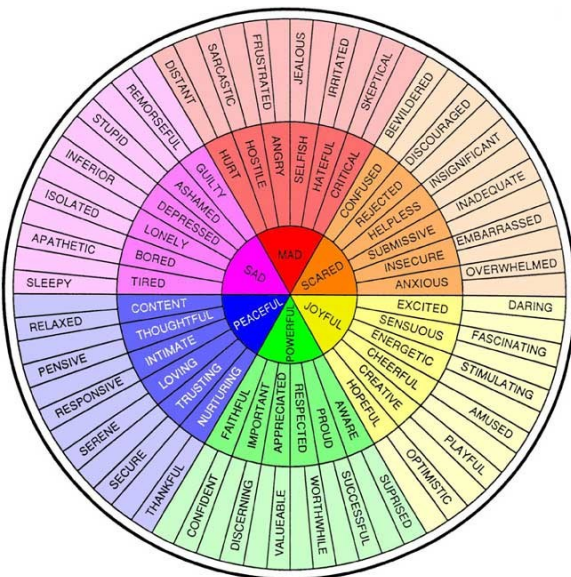 MAD
SCARED
JOYFUL
POWERFUL
PEACEFUL
SAD
HURT
HOSTILE
ANGRY
SELFISH
HATEFUL
CRITICAL
CONFUSED
REJECTED
HELPLESS
SUBMISSIVE
INSECURE
ANXIOUS
EXCITED
SENSUOUS
ENERGETIC
CHEERFUL
CREATIVE
HOPEFUL
AWARE
PROUD
RESPECTED
APPRECIATED
IMPORTANT
FAITHFUL
NURTURING
TRUSTING
LOVING
INTIMATE
THOUGHTFUL
CONTENT
TIRED
BORED
LONELY
DEPRESSED
ASHAMED
GUILTY
DISTANT
SARCASTIC
FRUSTRATED
JEALOUS
IRRITATED
SKEPTICAL
BEWILDERED
DISCOURAGED
INSIGNIFICANT
INADEQUATE
EMBARRASSED
OVERWHELMED
DARING
FASCINATING
STIMULATING
AMUSED
PLAYFUL
OPTIMISTIC
SUPRISED
SUCCESSFUL
WORTHWHILE
VALUEABLE
DISCERNING
CONFIDENT
THANKFUL
SECURE
SERENE
RESPONSIVE
PENSIVE
RELAXED
SLEEPY
APATHETIC
ISOLATED
INFERIOR
STUPID
REMORSEFUL